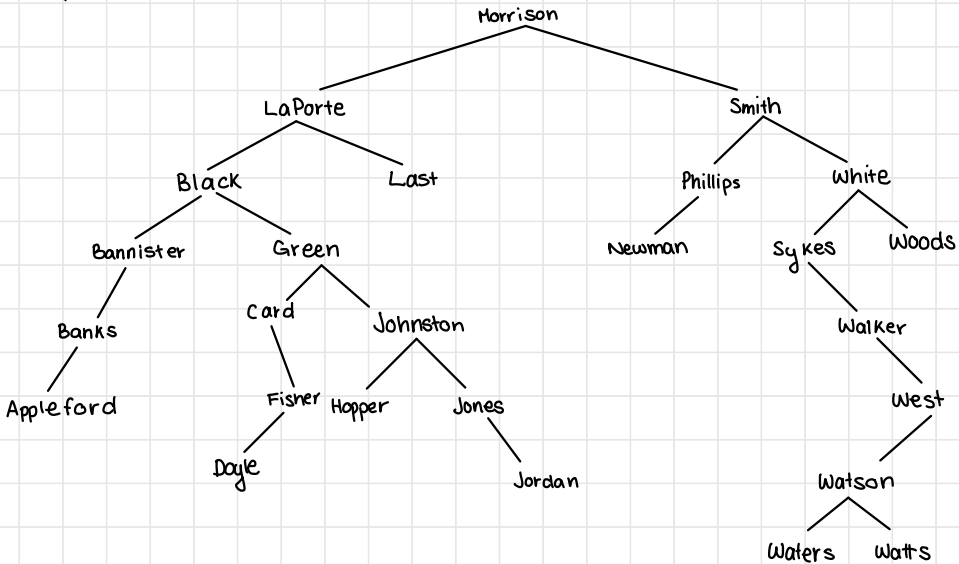 Morrison
LaPorte Smith
Black Last Phillips White
Bannister Green Newman Sykes Woods
Banks Card Johnston Walker
Appleford Fisher Hopper Jones West
Doyle Jordan Watson
Waters Watts